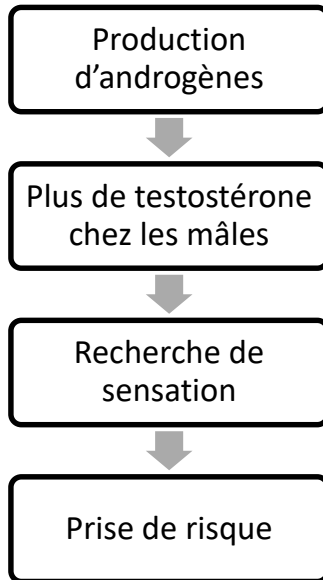 Production
d’androgènes
Plus de testostérone
chez les mâles
Recherche de
sensation
Prise de risque